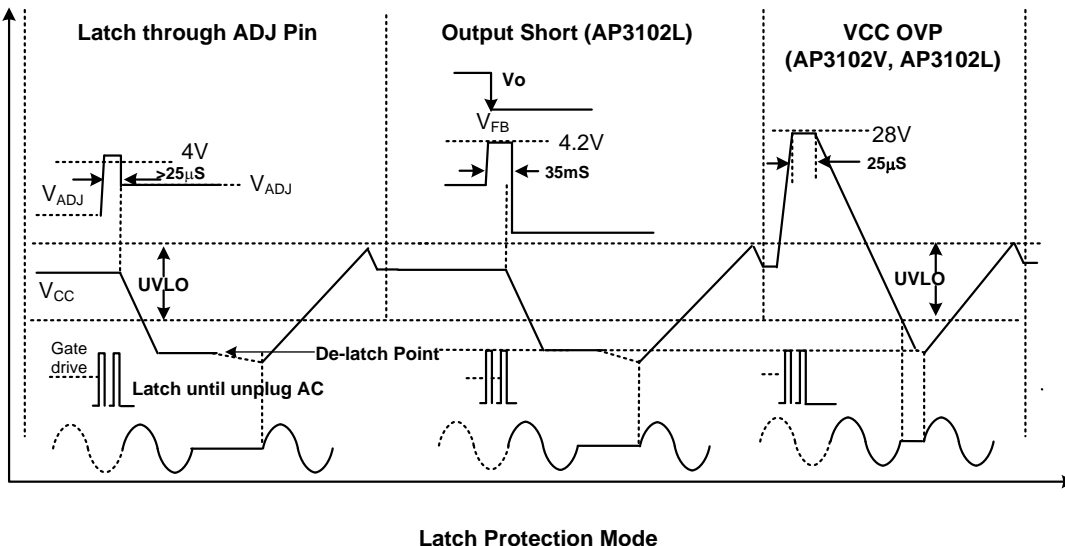 Latch through ADJ Pin
Output Short (AP3102L)
VCC OVP
(AP3102V, AP3102L)
Vo
VFB
4V
4.2V
28V
>25μS
35mS
25μS
VADJ
VADJ
UVLO
UVLO
VCC
Gate
drive
De-latch Point
Latch until unplug AC
Latch Protection Mode